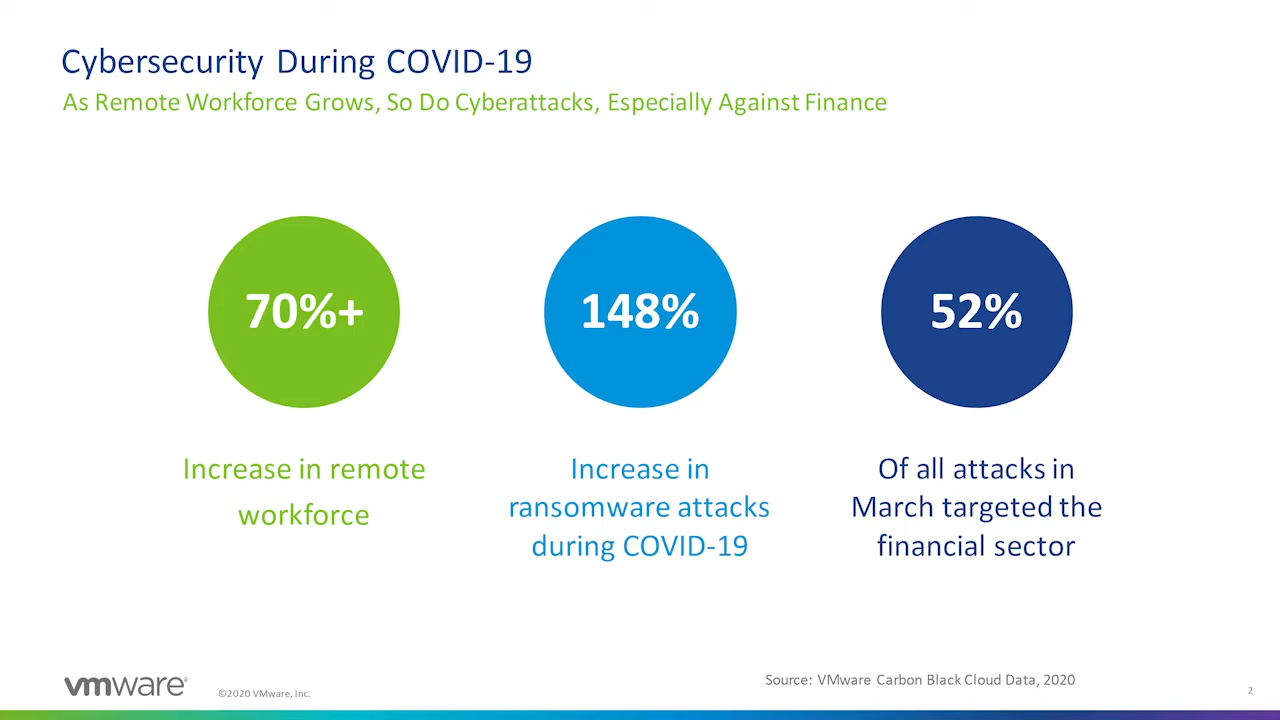 Cybersecurity During COVID-19
As Remote Workforce Grows, So Do Cyberattacks, Especially Against Finance
70%+
148%
52%
Increase in remote
workforce
Increase in
ransomware attacks
during COVID-19
Of all attacks in
March targeted the
financial sector
vmware®
©2020 VMware, Inc.
Source: VMware Carbon Black Cloud Data, 2020
2